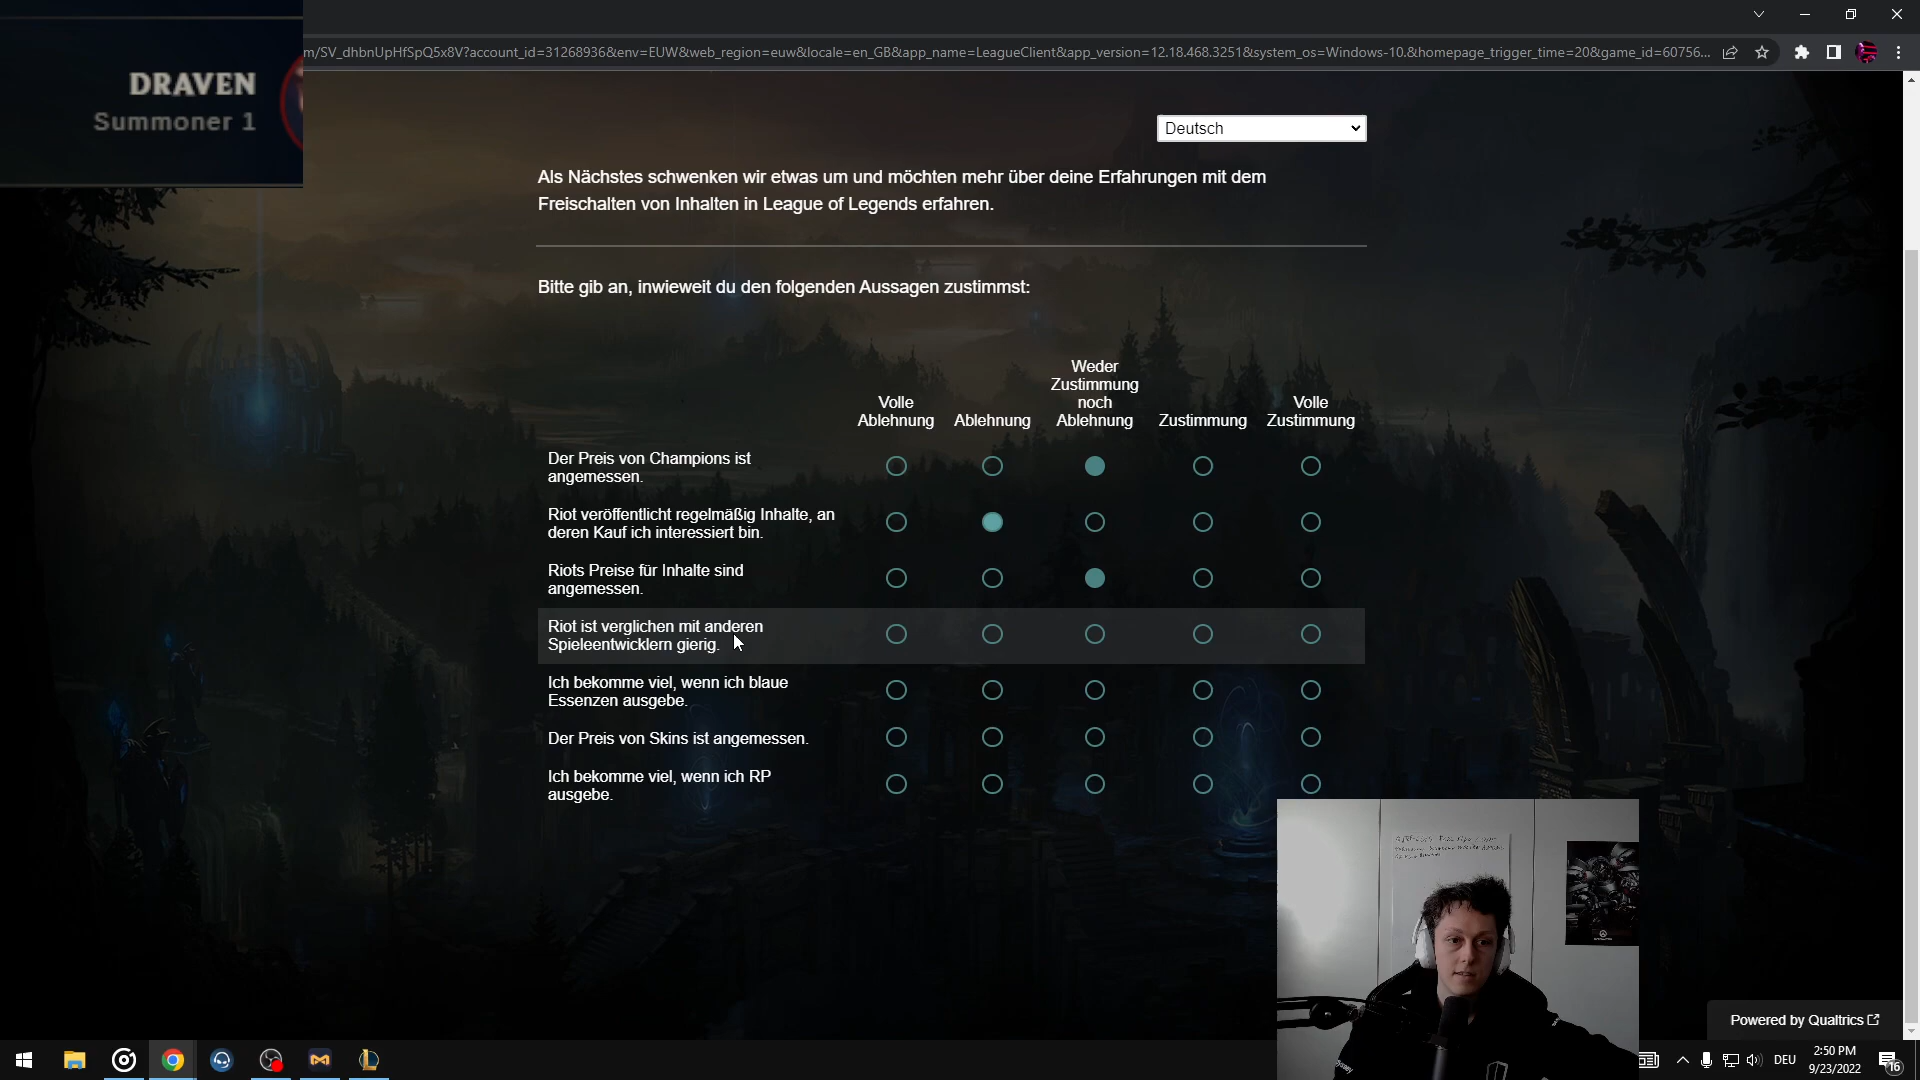 m/SV_dhbnUpHfSpQ5x8V?account_id=31268936&env=EUW&web_region=euw&locale=en_GB&app_name=LeagueClient&app_version=12.18.468.3251&system_os=Windows-10.&homepage_trigger_time=20&game_id=60756...
DRAVEN
Summoner 1
Deutsch
Als Nächstes schwenken wir etwas um und möchten mehr über deine Erfahrungen mit dem
Freischalten von Inhalten in League of Legends erfahren.
Bitte gib an, inwieweit du den folgenden Aussagen zustimmst:
Volle
Ablehnung
Ablehnung
Weder
Zustimmung
noch
Ablehnung
Zustimmung
Volle
Zustimmung
Der Preis von Champions ist
angemessen.
Riot veröffentlicht regelmäßig Inhalte, an
deren Kauf ich interessiert bin.
Riots Preise für Inhalte sind
angemessen.
Riot ist verglichen mit anderen
Spieleentwicklern gierig.
Ich bekomme viel, wenn ich blaue
Essenzen ausgebe.
Der Preis von Skins ist angemessen.
Ich bekomme viel, wenn ich RP
ausgebe.
Powered by Qualtrics
DEU
2:50 PM
9/23/2022
16